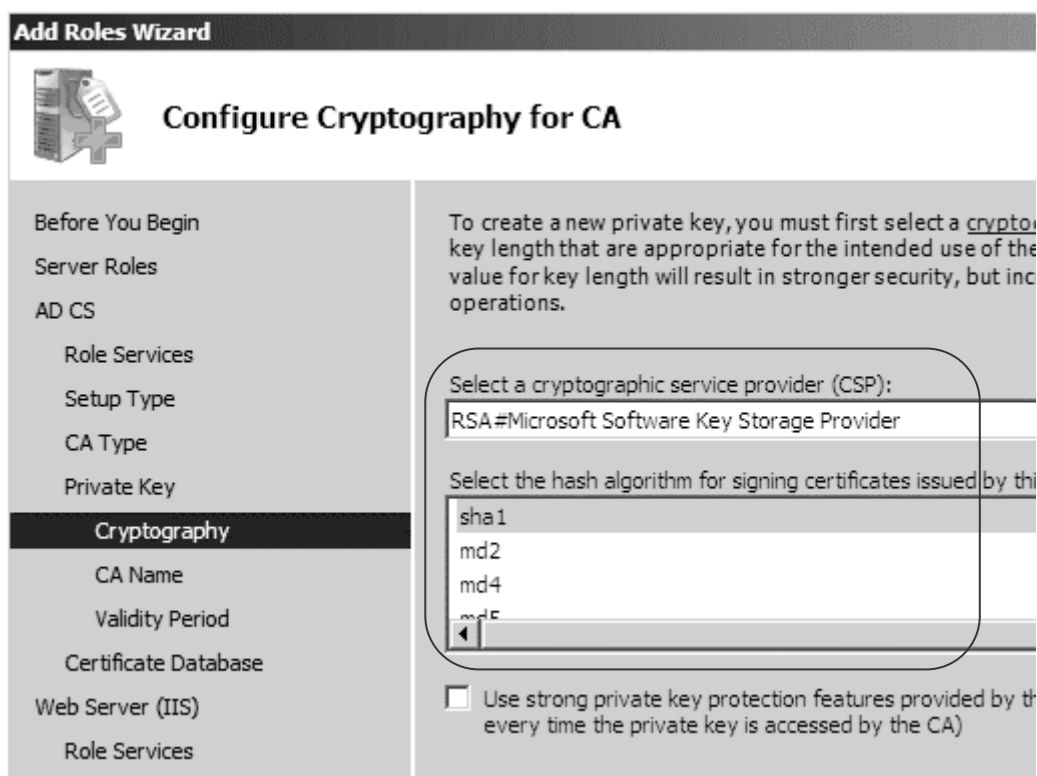 Add Roles Wizard
Configure Cryptography for CA
Before You Begin
Server Roles
AD CS
Role Services
Setup Type
CA Type
Private Key
Cryptography
CA Name
Validity Period
Certificate Database
Web Server (IIS)
Role Services
To create a new private key, you must first select a
key length that are appropriate for the intended use of the
value for key length will result in stronger security, but
operations.
Select a cryptographic service provider (CSP):
RSA#Microsoft Software Key Storage Provider
Select the hash algorithm for signing certificates issued by
sha1
md2
md4
md5
Use strong private key protection features provided by
every time the private key is accessed by the CA)